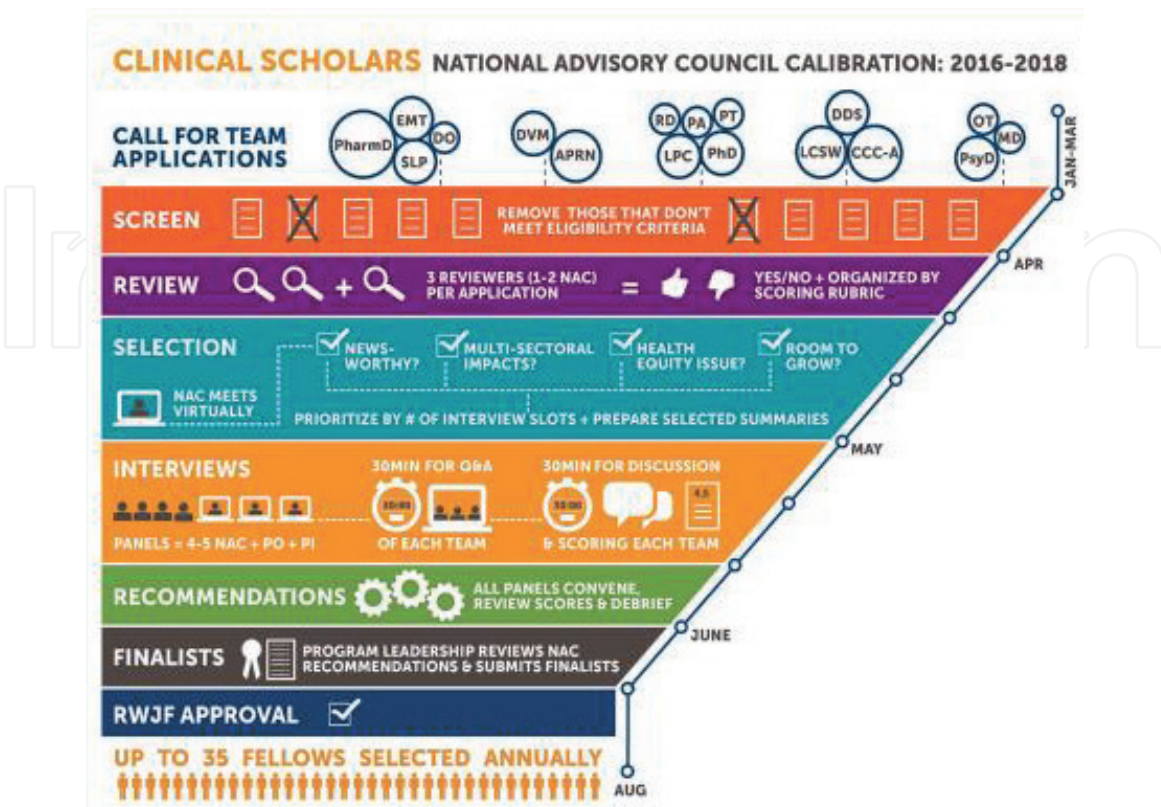 CLINICAL SCHOLARS NATIONAL ADVISORY COUNCIL CALIBRATION: 2016-2018
CALL FOR TEAM
APPLICATIONS
PharmD
EMT
DO
SLP
DVM
APRN
RD
PA
PT
LPC
PhD
DDS
LCSW
CCC-A
OT
MD
PsyD
JAN-MAR
SCREEN
REMOVE THOSE THAT DON'T
MEET ELIGIBILITY CRITERIA
APR
REVIEW
+
3 REVIEWERS (1-2 NAC)
PER APPLICATION
=
YES/NO + ORGANIZED BY
SCORING RUBRIC
SELECTION
NEWS-
WORTHY?
MULTI-SECTORAL
IMPACTS?
HEALTH
EQUITY ISSUE?
ROOM TO
GROW?
NAC MEETS
VIRTUALLY
PRIORITIZE BY # OF INTERVIEW SLOTS + PREPARE SELECTED SUMMARIES
MAY
INTERVIEWS
30MIN FOR Q&A
30MIN FOR DISCUSSION
30:00
30:00
4.5
PANELS = 4-5 NAC + PO + PI
OF EACH TEAM
& SCORING EACH TEAM
RECOMMENDATIONS
ALL PANELS CONVENE,
REVIEW SCORES & DEBRIEF
JUNE
FINALISTS
PROGRAM LEADERSHIP REVIEWS NAC
RECOMMENDATIONS & SUBMITS FINALISTS
RWJF APPROVAL
UP TO 35 FELLOWS SELECTED ANNUALLY
AUG